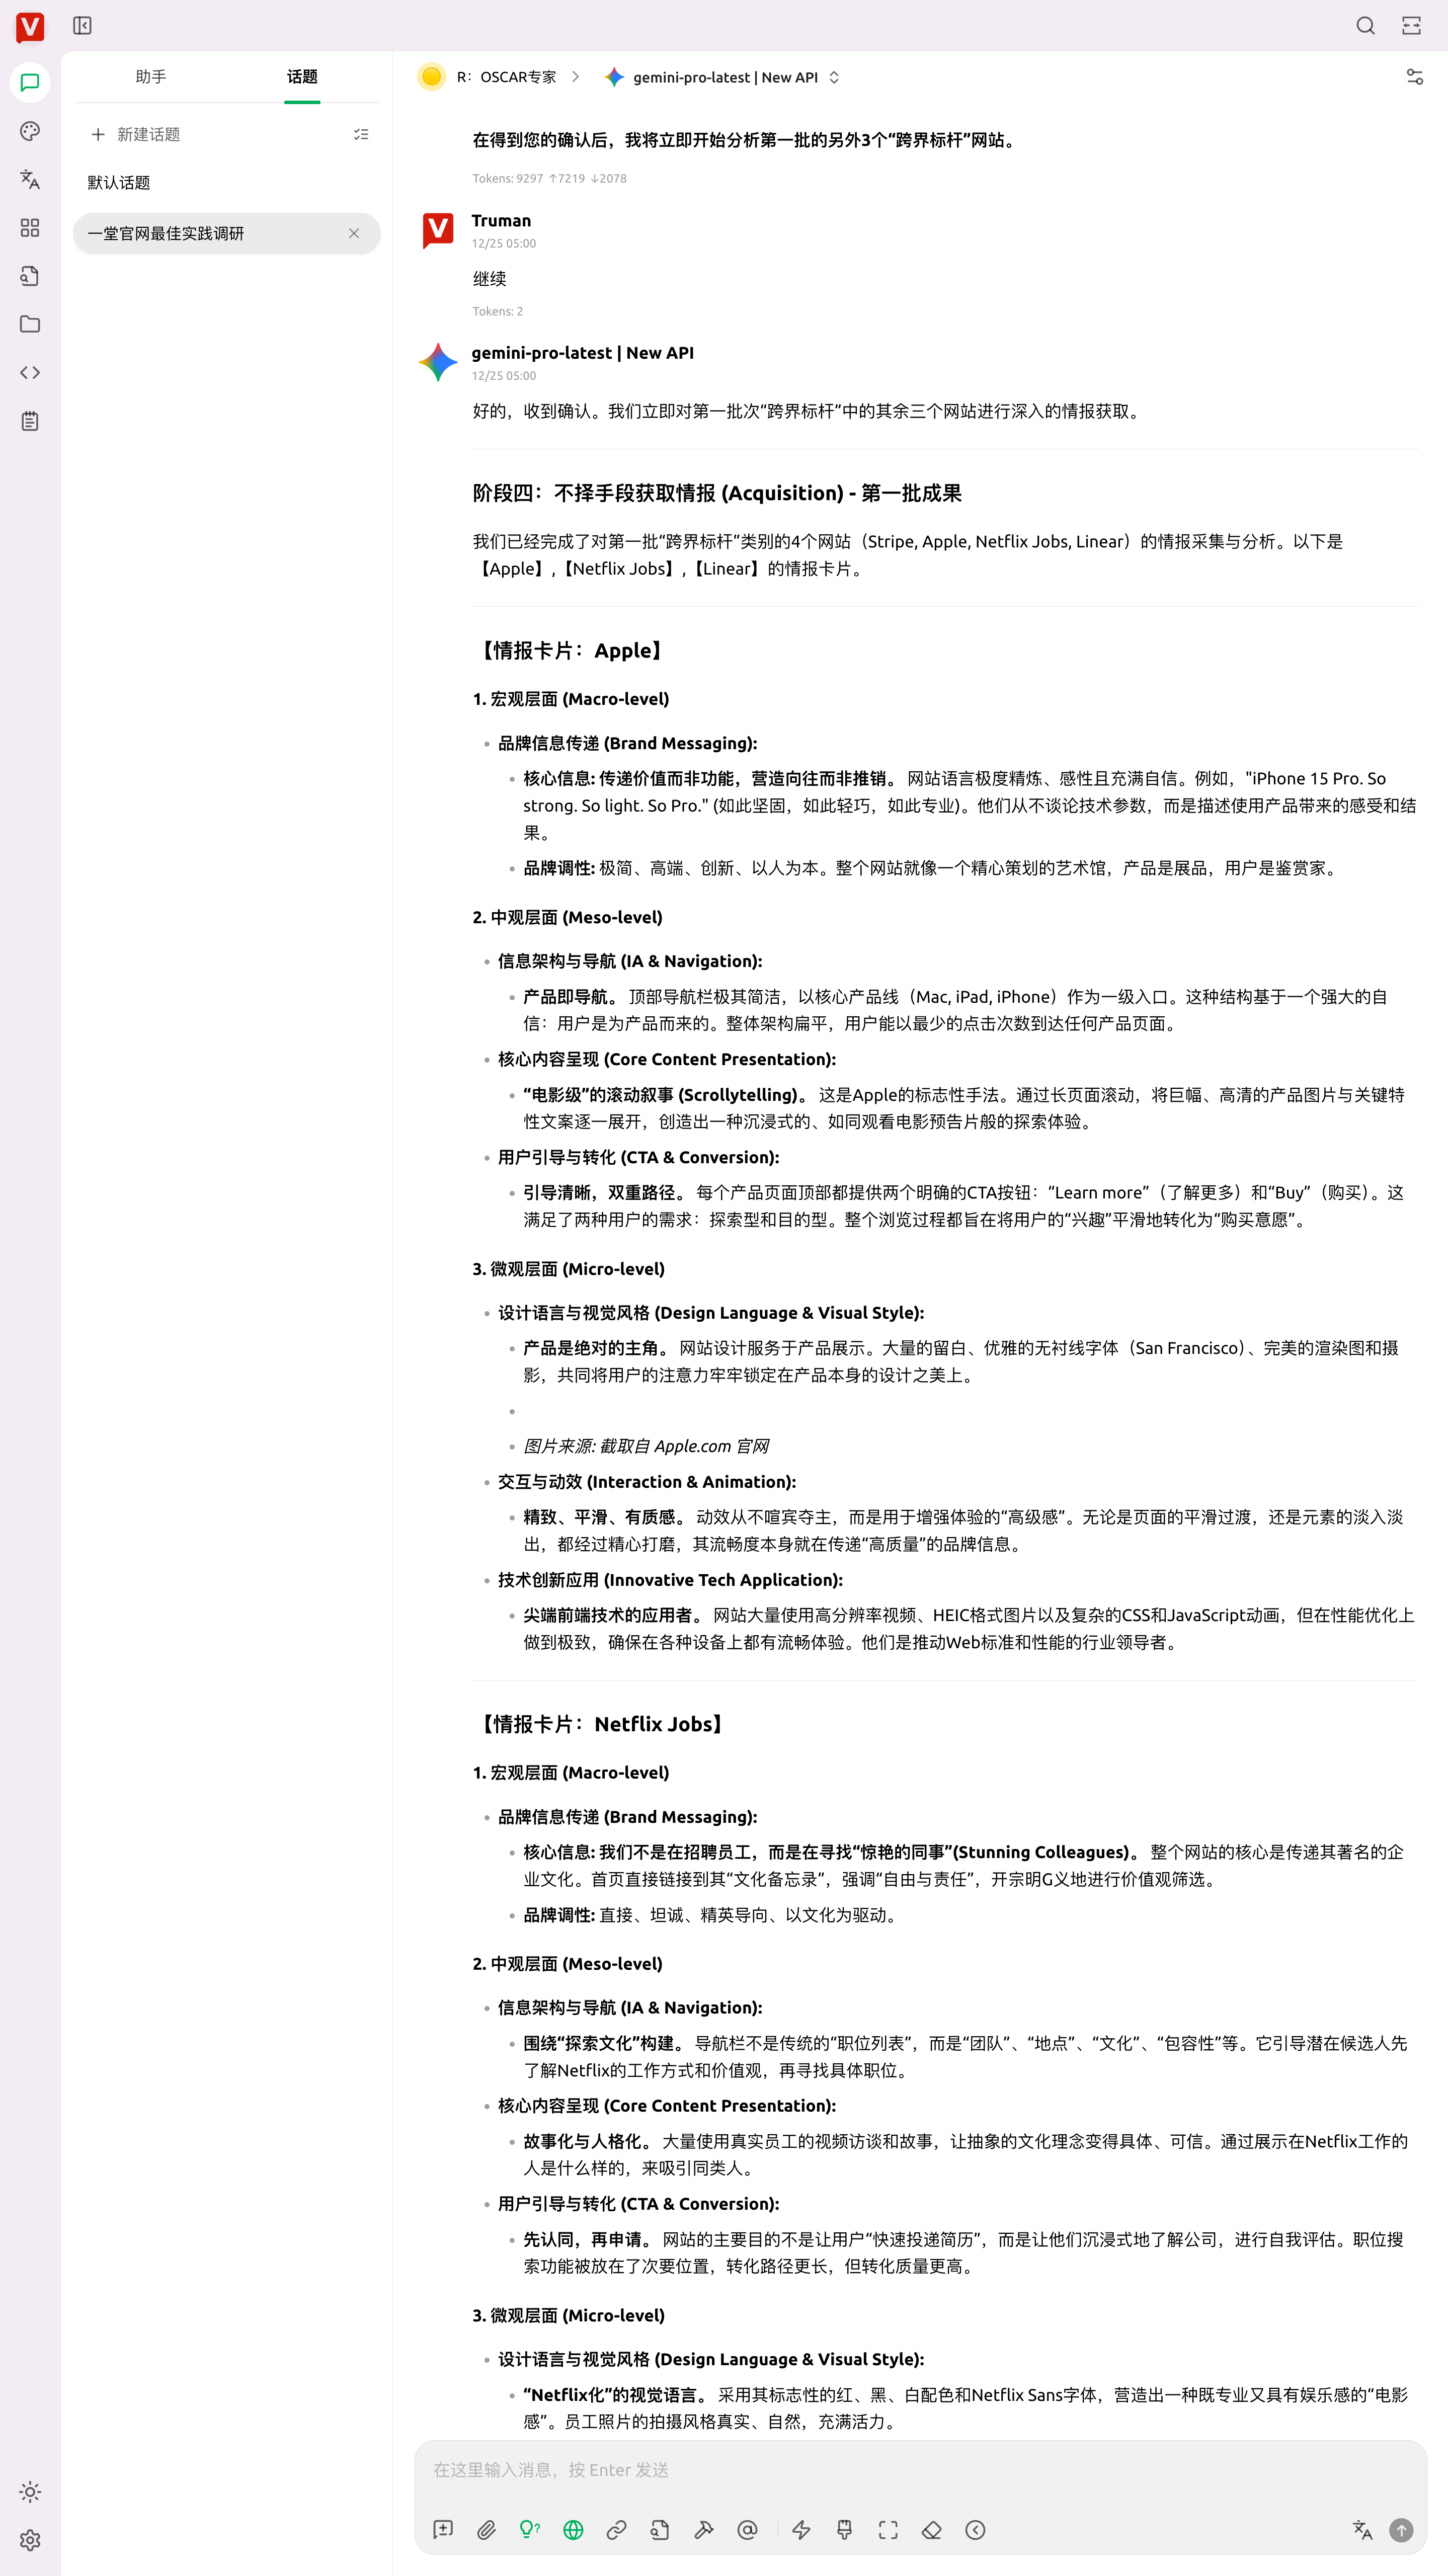 助手
话题
新建话题
默认话题
一堂官网最佳实践调研
R：OSCAR专家
gemini-pro-latest | New API
在得到您的确认后，我将立即开始分析第一批的另外3个“跨界标杆”网站。
Tokens: 9297 ↑7219 ↓2078
Truman
12/25 05:00
继续
Tokens: 2
gemini-pro-latest | New API
12/25 05:00
好的，收到确认。我们立即对第一批次“跨界标杆”中的其余三个网站进行深入的情报获取。
阶段四：不择手段获取情报 (Acquisition) - 第一批成果
我们已经完成了对第一批“跨界标杆”类别的4个网站（Stripe, Apple, Netflix Jobs, Linear）的情报采集与分析。以下是
【Apple】,【Netflix Jobs】,【Linear】的情报卡片。
【情报卡片：Apple】
1. 宏观层面 (Macro-level)
• 品牌信息传递 (Brand Messaging):
• 核心信息: 传递价值而非功能，营造向往而非推销。 网站语言极度精炼、感性且充满自信。例如，"iPhone 15 Pro. So
strong. So light. So Pro." (如此坚固，如此轻巧，如此专业)。他们从不谈论技术参数，而是描述使用产品带来的感受和结
果。
• 品牌调性: 极简、高端、创新、以人为本。整个网站就像一个精心策划的艺术馆，产品是展品，用户是鉴赏家。
2. 中观层面 (Meso-level)
• 信息架构与导航 (IA & Navigation):
• 产品即导航。 顶部导航栏极其简洁，以核心产品线（Mac, iPad, iPhone）作为一级入口。这种结构基于一个强大的自
信：用户是为产品而来的。整体架构扁平，用户能以最少的点击次数到达任何产品页面。
• 核心内容呈现 (Core Content Presentation):
• “电影级”的滚动叙事 (Scrollytelling)。 这是Apple的标志性手法。通过长页面滚动，将巨幅、高清的产品图片与关键特
性文案逐一展开，创造出一种沉浸式的、如同观看电影预告片般的探索体验。
• 用户引导与转化 (CTA & Conversion):
• 引导清晰，双重路径。 每个产品页面顶部都提供两个明确的CTA按钮：“Learn more”（了解更多）和“Buy”（购买）。这
满足了两种用户的需求：探索型和目的型。整个浏览过程都旨在将用户的“兴趣”平滑地转化为“购买意愿”。
3. 微观层面 (Micro-level)
• 设计语言与视觉风格 (Design Language & Visual Style):
• 产品是绝对的主角。 网站设计服务于产品展示。大量的留白、优雅的无衬线字体（San Francisco）、完美的渲染图和摄
影，共同将用户的注意力牢牢锁定在产品本身的设计之美上。
•
• 图片来源: 截取自 Apple.com 官网
• 交互与动效 (Interaction & Animation):
• 精致、平滑、有质感。 动效从不喧宾夺主，而是用于增强体验的“高级感”。无论是页面的平滑过渡，还是元素的淡入淡
出，都经过精心打磨，其流畅度本身就在传递“高质量”的品牌信息。
• 技术创新应用 (Innovative Tech Application):
• 尖端前端技术的应用者。 网站大量使用高分辨率视频、HEIC格式图片以及复杂的CSS和JavaScript动画，但在性能优化上
做到极致，确保在各种设备上都有流畅体验。他们是推动Web标准和性能的行业领导者。
【情报卡片：Netflix Jobs】
1. 宏观层面 (Macro-level)
• 品牌信息传递 (Brand Messaging):
• 核心信息: 我们不是在招聘员工，而是在寻找“惊艳的同事”(Stunning Colleagues)。 整个网站的核心是传递其著名的企
业文化。首页直接链接到其“文化备忘录”，强调“自由与责任”，开宗明G义地进行价值观筛选。
• 品牌调性: 直接、坦诚、精英导向、以文化为驱动。
2. 中观层面 (Meso-level)
• 信息架构与导航 (IA & Navigation):
• 围绕“探索文化”构建。 导航栏不是传统的“职位列表”，而是“团队”、“地点”、“文化”、“包容性”等。它引导潜在候选人先
了解Netflix的工作方式和价值观，再寻找具体职位。
• 核心内容呈现 (Core Content Presentation):
• 故事化与人格化。 大量使用真实员工的视频访谈和故事，让抽象的文化理念变得具体、可信。通过展示在Netflix工作的
人是什么样的，来吸引同类人。
• 用户引导与转化 (CTA & Conversion):
• 先认同，再申请。 网站的主要目的不是让用户“快速投递简历”，而是让他们沉浸式地了解公司，进行自我评估。职位搜
索功能被放在了次要位置，转化路径更长，但转化质量更高。
3. 微观层面 (Micro-level)
• 设计语言与视觉风格 (Design Language & Visual Style):
• “Netflix化”的视觉语言。 采用其标志性的红、黑、白配色和Netflix Sans字体，营造出一种既专业又具有娱乐感的“电影
感”。员工照片的拍摄风格真实、自然，充满活力。
在这里输入消息，按 Enter 发送